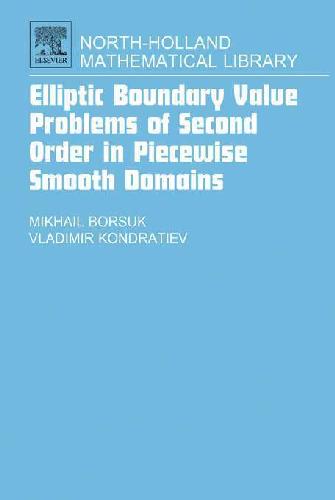 ELSEVIER
NORTH-HOLLAND
MATHEMATICAL LIBRARY
Elliptic Boundary Value
Problems of Second
Order in Piecewise
Smooth Domains
MIKHAIL BORSUK
VLADIMIR KONDRATIEV